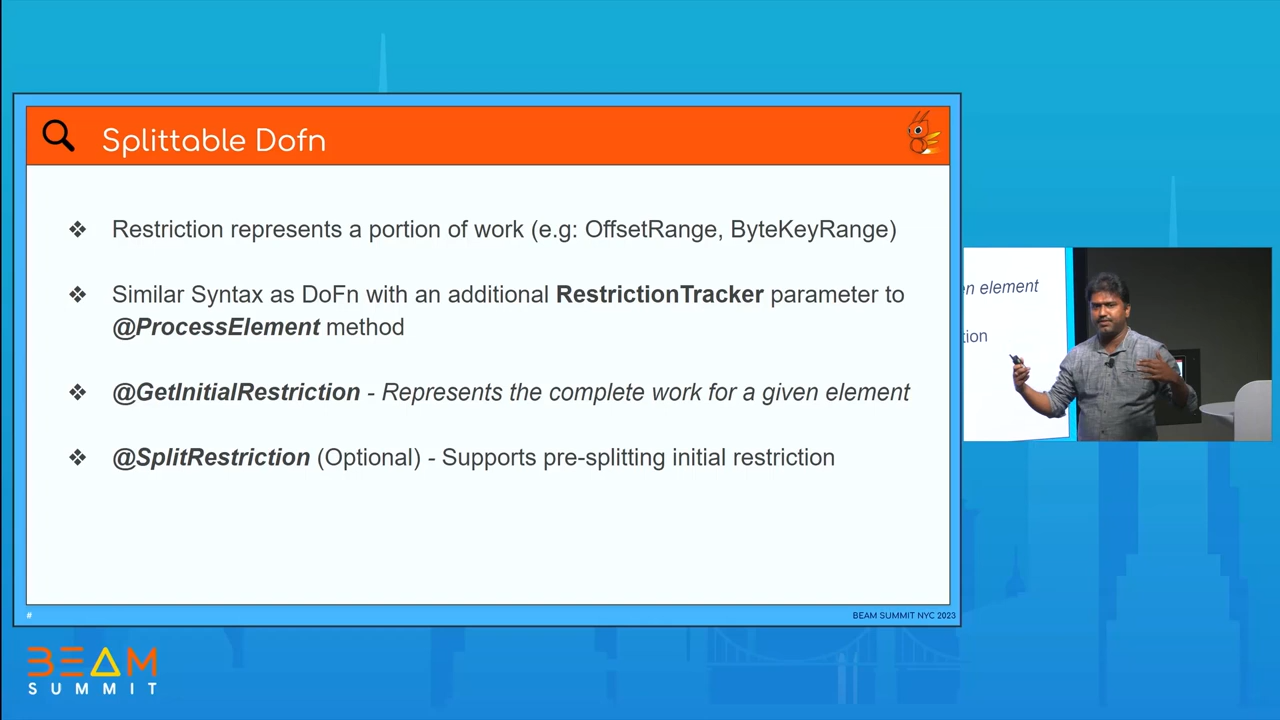 Splittable Dofn
❖ Restriction represents a portion of work (e.g: OffsetRange, ByteKeyRange)
❖ Similar Syntax as DoFn with an additional RestrictionTracker parameter to
@ProcessElement method
❖ @GetInitialRestriction - Represents the complete work for a given element
❖ @SplitRestriction (Optional) - Supports pre-splitting initial restriction
#
BEAM SUMMIT NYC 2023
en element
tion
BEAM
SUMMIT